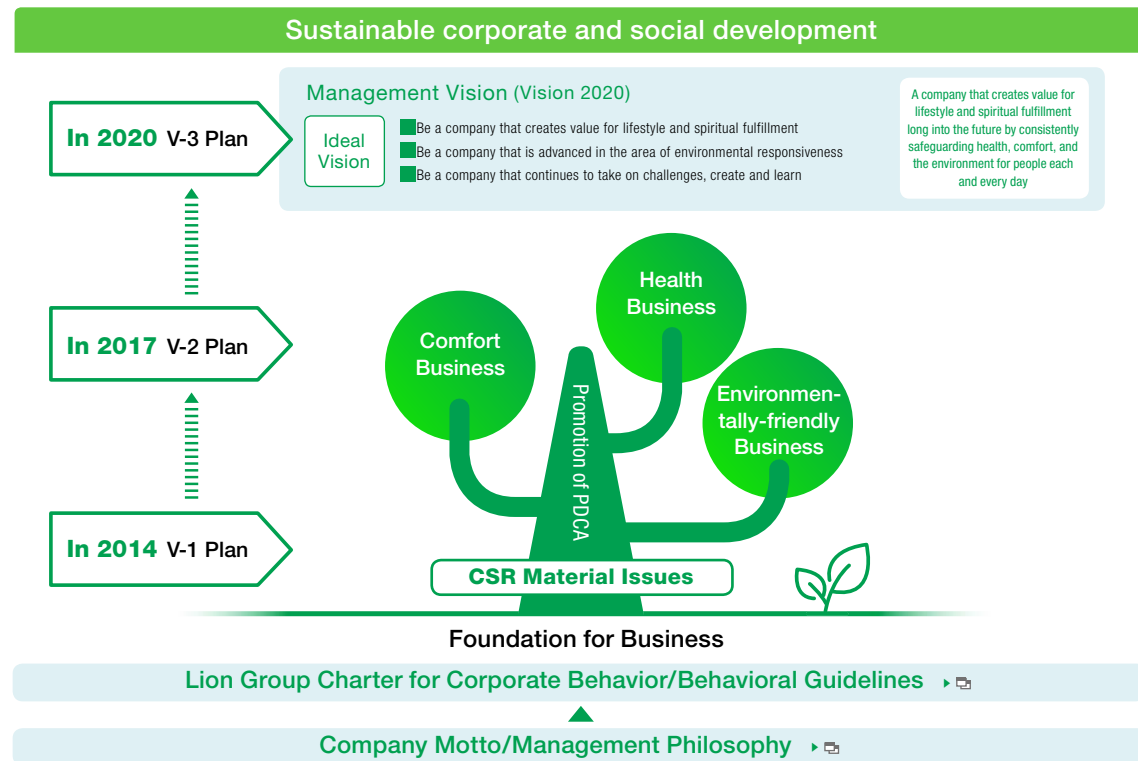 Sustainable corporate and social development
In 2020 V-3 Plan
Management Vision (Vision 2020)
Ideal
Vision
Be a company that creates value for lifestyle and spiritual fulfillment
Be a company that is advanced in the area of environmental responsiveness
Be a company that continues to take on challenges, create and learn
A company that creates value for
lifestyle and spiritual fulfillment
long into the future by consistently
safeguarding health, comfort, and
the environment for people each
and every day
Health
Business
Comfort
Business
In 2017 V-2 Plan
Environmen-
tally-friendly
Business
Promotion of PDCA
In 2014 V-1 Plan
CSR Material Issues
Foundation for Business
Lion Group Charter for Corporate Behavior/Behavioral Guidelines
Company Motto/Management Philosophy